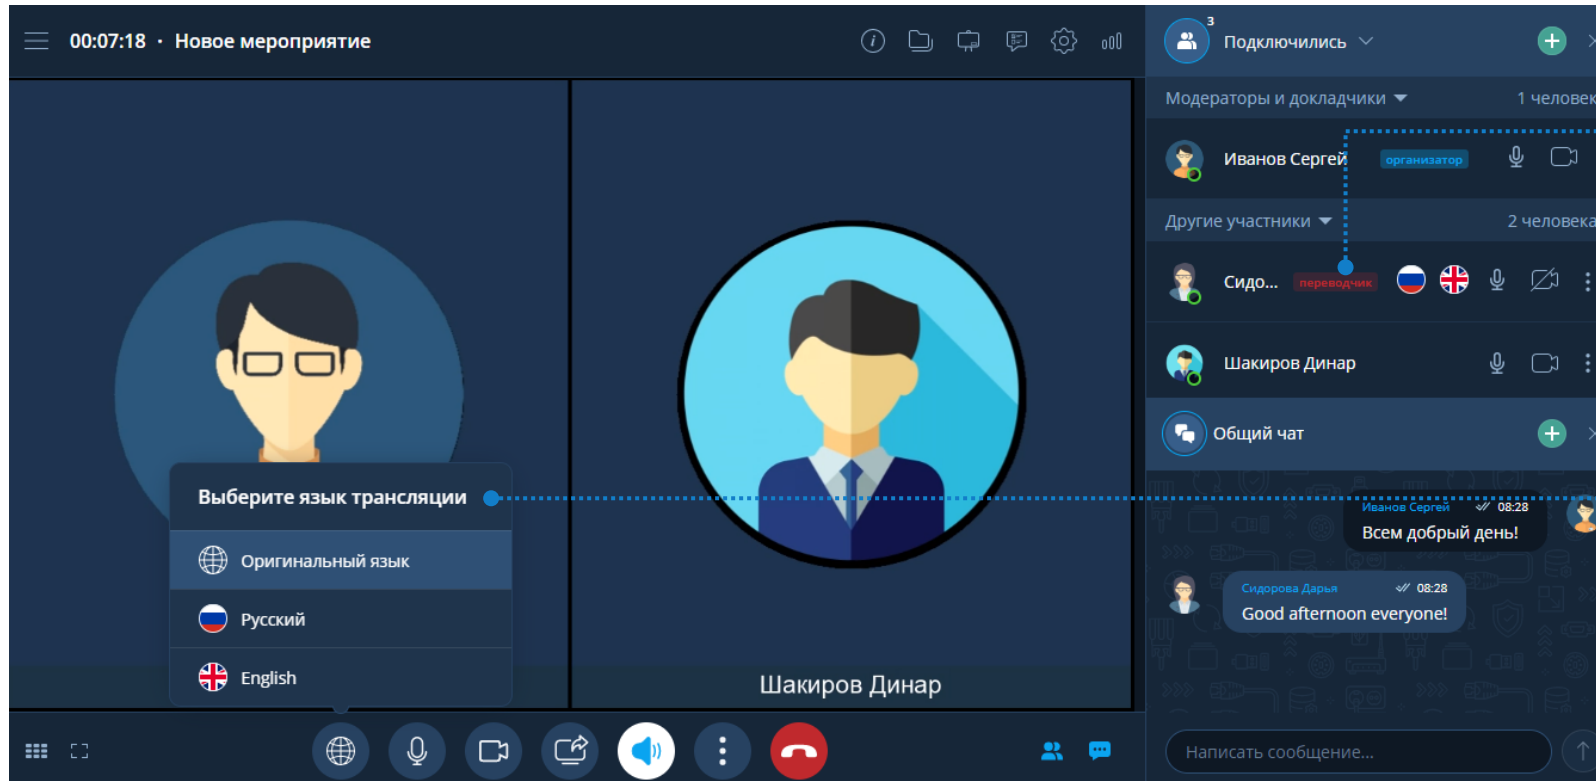 00:07:18 · Новое мероприятие
3
Подключились
Модераторы и докладчики
1 человек
Иванов Сергей
организатор
Другие участники
2 человека
Сидо...
переводчик
Шакиров Динар
Общий чат
Иванов Сергей 08:28
Всем добрый день!
Сидорова Дарья 08:28
Good afternoon everyone!
Написать сообщение...
Выберите язык трансляции
Оригинальный язык
Русский
English
Шакиров Динар